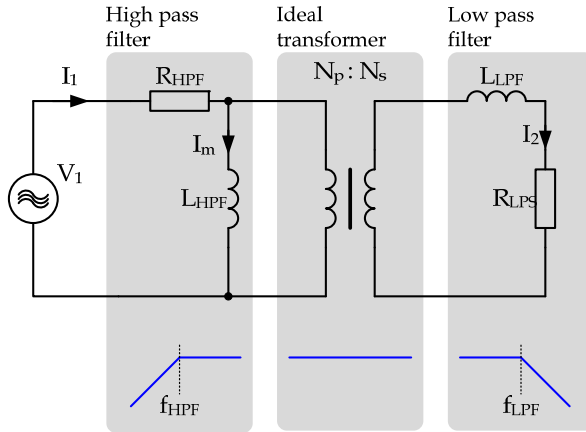 High pass
filter
Ideal
transformer
Low pass
filter
I1
RHPF
Np : Ns
LLPF
Im
I2
V1
LHPF
RLPS
fHPF
fLPF